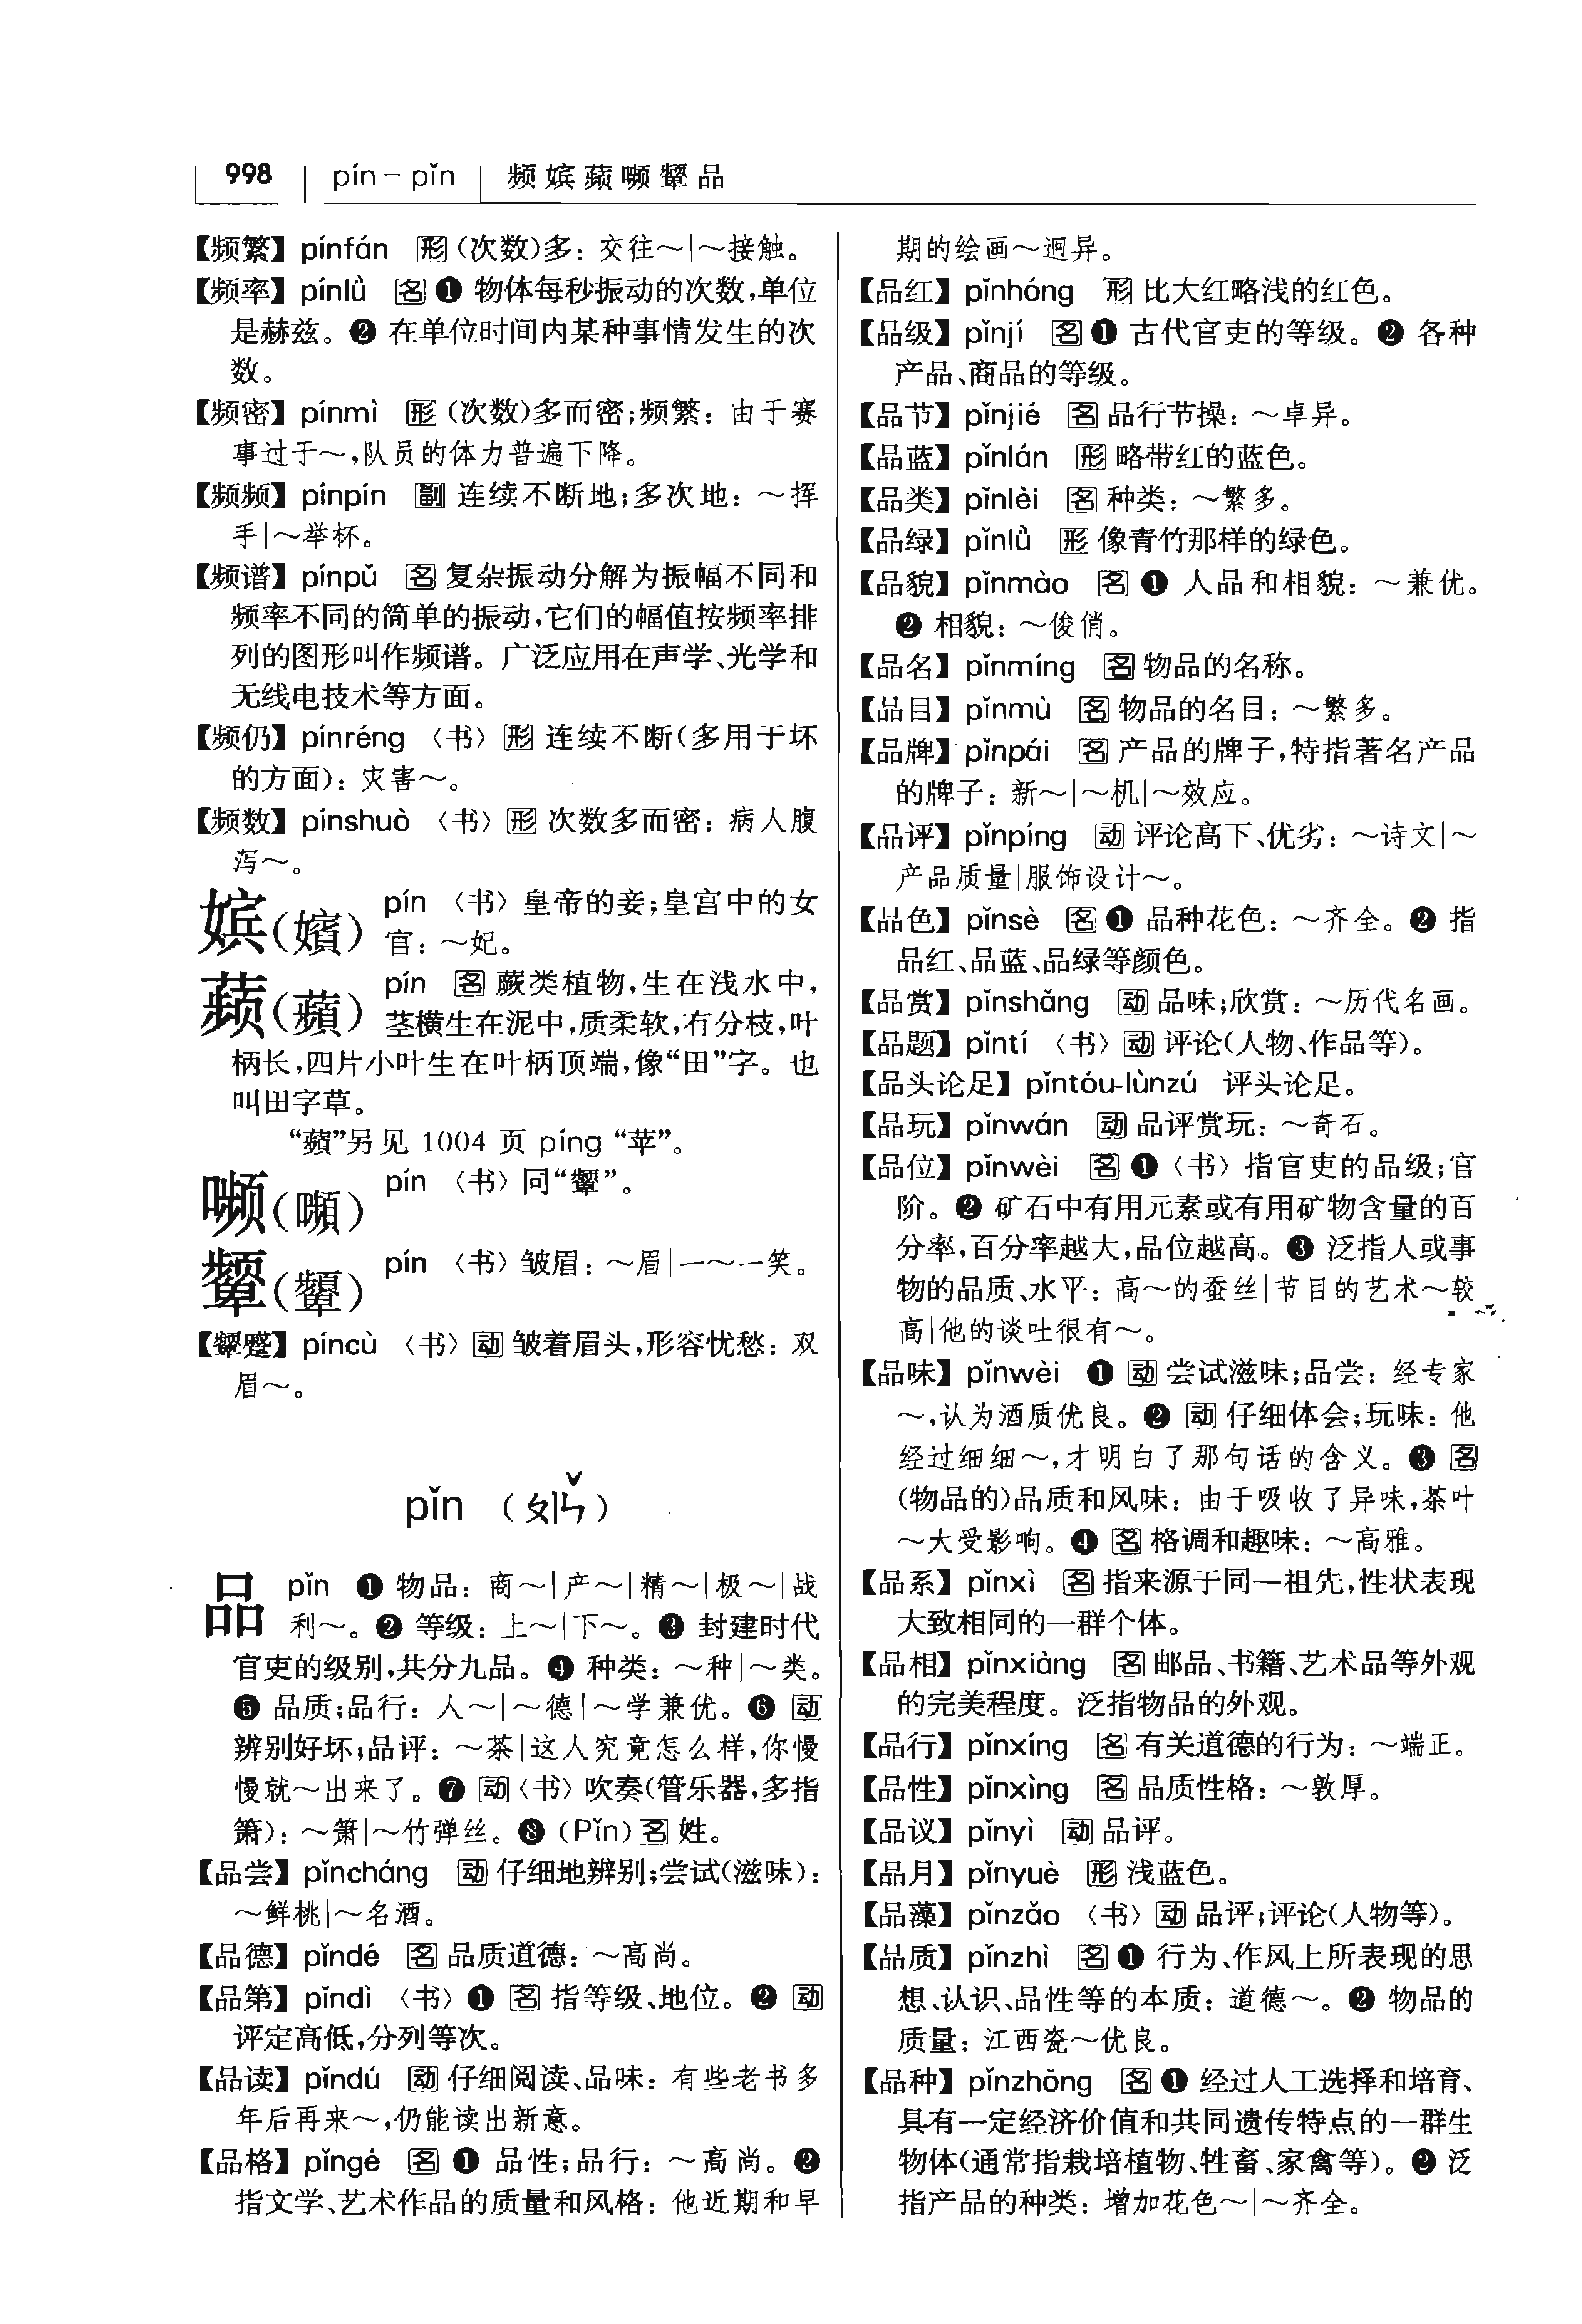 998 pín－pǐn 频嫔𬞟嚬颦品
【频繁】pínfán 形（次数）多：交往～|～接触。
【频率】pínlǜ 名❶ 物体每秒振动的次数，单位
是赫兹。❷ 在单位时间内某种事情发生的次
数。
【频密】pínmì 形（次数）多而密；频繁：由于赛
事过于～，队员的体力普遍下降。
【频频】pínpín 副 连续不断地；多次地：～挥
手|～举杯。
【频谱】pínpǔ 名 复杂振动分解为振幅不同和
频率不同的简单的振动，它们的幅值按频率排
列的图形叫作频谱。广泛应用在声学、光学和
无线电技术等方面。
【频仍】pínréng〈书〉形 连续不断（多用于坏
的方面）：灾害～。
【频数】pínshuò〈书〉形 次数多而密：病人腹
泻～。
嫔（嬪） pín〈书〉皇帝的妾；皇宫中的女
官：～妃。
𬞟（蘋） pín 名 蕨类植物，生在浅水中，
茎横生在泥中，质柔软，有分枝，叶
柄长，四片小叶生在叶柄顶端，像“田”字。也
叫田字草。
“蘋”另见 1004 页 píng “苹”。
嚬（嚬） pín〈书〉同“颦”。
颦（顰） pín〈书〉皱眉：～眉|一～一笑。
【颦蹙】píncù〈书〉动 皱着眉头，形容忧愁：双
眉～。
pǐn （ㄆㄧㄣˇ）
品 pǐn ❶ 物品：商～|产～|精～|极～|战
利～。❷ 等级：上～|下～。❸ 封建时代
官吏的级别，共分九品。❹ 种类：～种|～类。
❺ 品质；品行：人～|～德|～学兼优。❻ 动
辨别好坏；品评：～茶|这人究竟怎么样，你慢
慢就～出来了。❼ 动〈书〉吹奏（管乐器，多指
箫）：～箫|～竹弹丝。❽（Pǐn）名 姓。
【品尝】pǐncháng 动 仔细地辨别；尝试（滋味）：
～鲜桃|～名酒。
【品德】pǐndé 名 品质道德：～高尚。
【品第】pǐndì〈书〉❶ 名 指等级、地位。❷ 动
评定高低，分列等次。
【品读】pǐndú 动 仔细阅读、品味：有些老书多
年后再来～，仍能读出新意。
【品格】pǐngé 名 ❶ 品性；品行：～高尚。❷
指文学、艺术作品的质量和风格：他近期和早
期的绘画～迥异。
【品红】pǐnhóng 形 比大红略浅的红色。
【品级】pǐnjí 名❶ 古代官吏的等级。❷ 各种
产品、商品的等级。
【品节】pǐnjié 名 品行节操：～卓异。
【品蓝】pǐnlán 形 略带红的蓝色。
【品类】pǐnlèi 名 种类：～繁多。
【品绿】pǐnlǜ 形 像青竹那样的绿色。
【品貌】pǐnmào 名 ❶ 人品和相貌：～兼优。
❷ 相貌：～俊俏。
【品名】pǐnmíng 名 物品的名称。
【品目】pǐnmù 名 物品的名目：～繁多。
【品牌】pǐnpái 名 产品的牌子，特指著名产品
的牌子：新～|～机|～效应。
【品评】pǐnpíng 动 评论高下、优劣：～诗文|～
产品质量|服饰设计～。
【品色】pǐnsè 名❶ 品种花色：～齐全。❷ 指
品红、品蓝、品绿等颜色。
【品赏】pǐnshǎng 动 品味；欣赏：～历代名画。
【品题】pǐntí〈书〉动 评论（人物、作品等）。
【品头论足】pǐntóu-lùnzú 评头论足。
【品玩】pǐnwán 动 品评赏玩：～奇石。
【品位】pǐnwèi 名 ❶〈书〉指官吏的品级；官
阶。❷ 矿石中有用元素或有用矿物含量的百
分率，百分率越大，品位越高。❸ 泛指人或事
物的品质、水平：高～的蚕丝|节目的艺术～较
高|他的谈吐很有～。
【品味】pǐnwèi ❶ 动 尝试滋味；品尝：经专家
～，认为酒质优良。❷ 动 仔细体会；玩味：他
经过细细～，才明白了那句话的含义。❸ 名
（物品的）品质和风味：由于吸收了异味，茶叶
～大受影响。❹ 名 格调和趣味：～高雅。
【品系】pǐnxì 名 指来源于同一祖先，性状表现
大致相同的一群个体。
【品相】pǐnxiàng 名 邮品、书籍、艺术品等外观
的完美程度。泛指物品的外观。
【品行】pǐnxíng 名 有关道德的行为：～端正。
【品性】pǐnxìng 名 品质性格：～敦厚。
【品议】pǐnyì 动 品评。
【品月】pǐnyuè 形 浅蓝色。
【品藻】pǐnzǎo〈书〉动 品评；评论（人物等）。
【品质】pǐnzhì 名❶ 行为、作风上所表现的思
想、认识、品性等的本质：道德～。❷ 物品的
质量：江西瓷～优良。
【品种】pǐnzhǒng 名❶ 经过人工选择和培育、
具有一定经济价值和共同遗传特点的一群生
物体（通常指栽培植物、牲畜、家禽等）。❷ 泛
指产品的种类：增加花色～|～齐全。